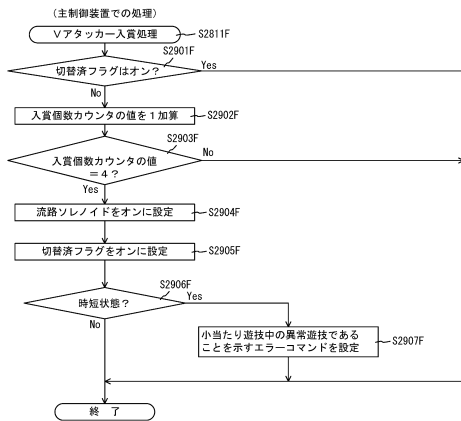 (主制御装置での処理)
Vアタッカー入賞処理
S2811F
S2901F
切替済フラグはオン?
Yes
No
入賞個数カウンタの値を1加算
S2902F
S2903F
入賞個数カウンタの値
=4?
No
Yes
流路ソレノイドをオンに設定
S2904F
切替済フラグをオンに設定
S2905F
S2906F
時短状態?
Yes
No
小当たり遊技中の異常遊技である
ことを示すエラーコマンドを設定
S2907F
終 了